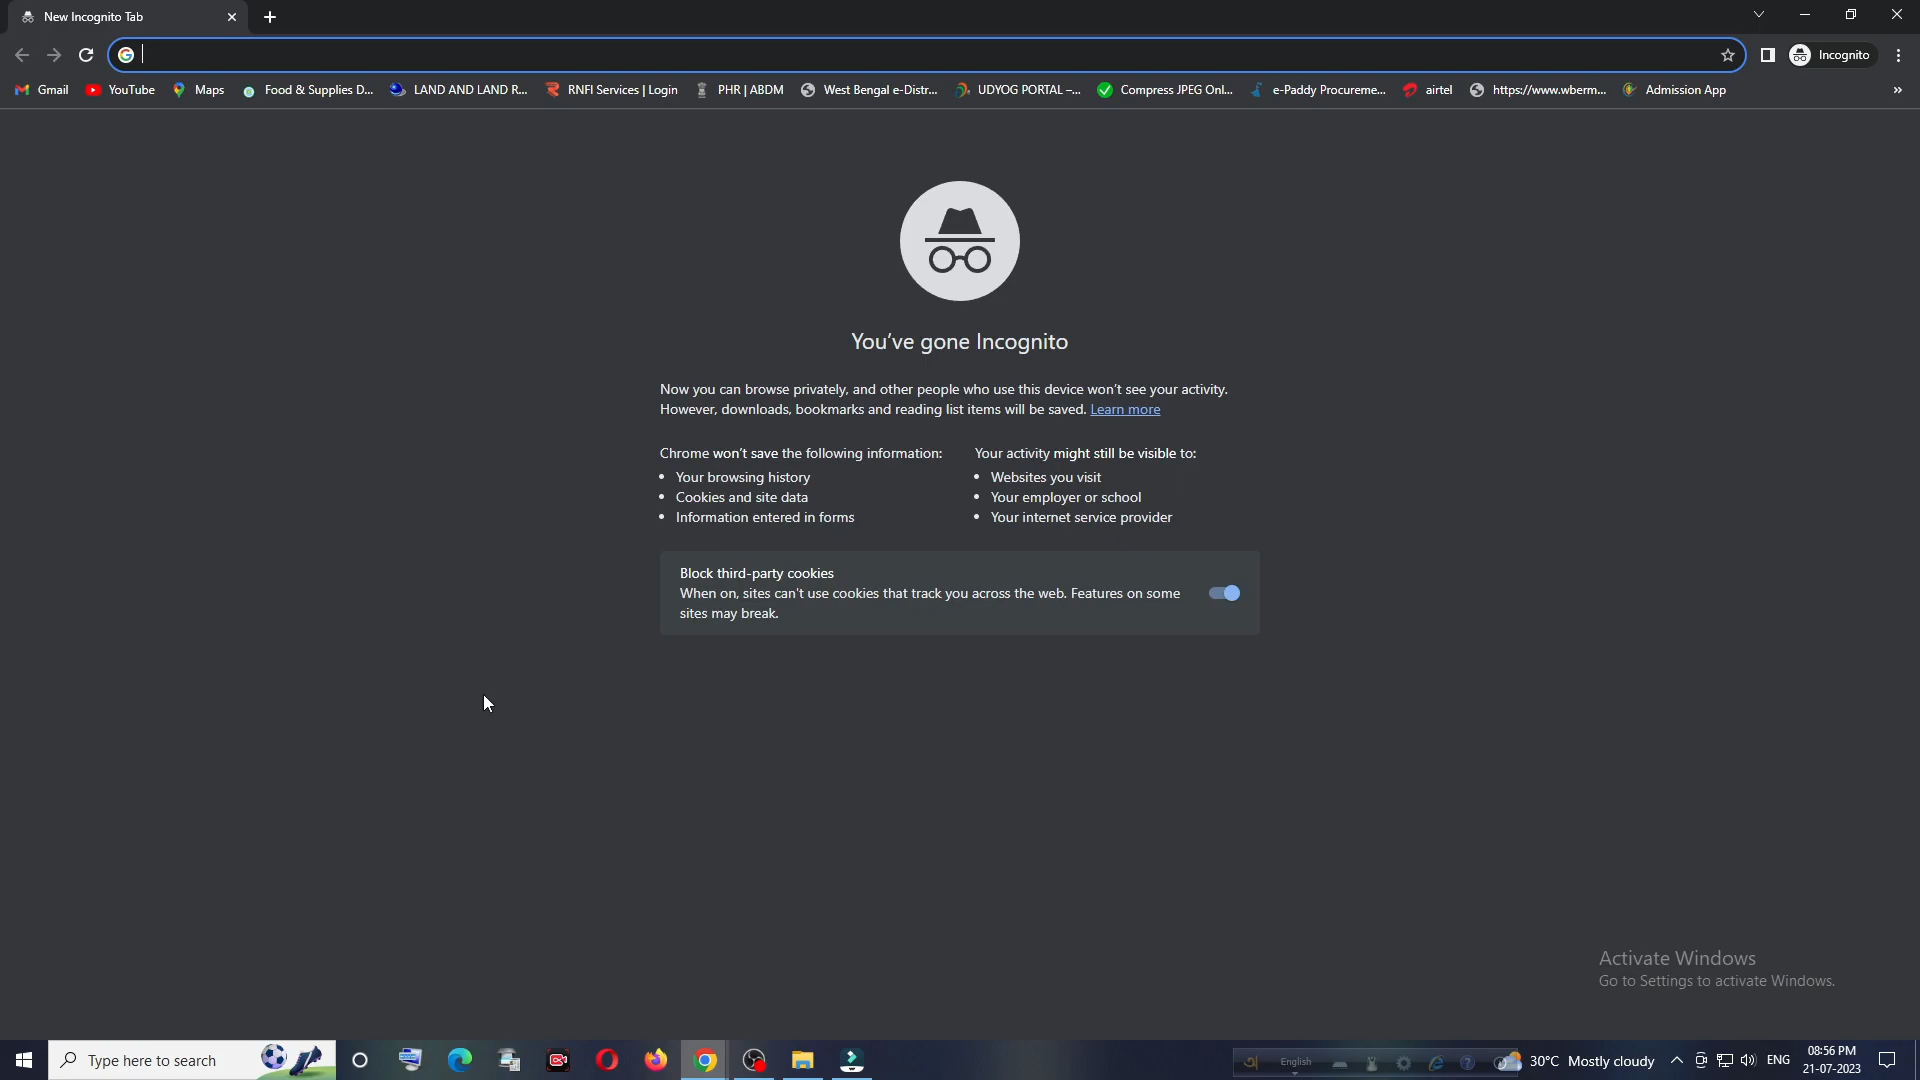 New Incognito Tab
Incognito
Gmail YouTube Maps Food & Supplies D... LAND AND LAND R... RNFI Services | Login PHR | ABDM West Bengal e-Distr... UDYOG PORTAL –... Compress JPEG Onl... e-Paddy Procureme... airtel https://www.wberm... Admission App »
You've gone Incognito
Now you can browse privately, and other people who use this device won't see your activity.
However, downloads, bookmarks and reading list items will be saved. Learn more
Chrome won't save the following information:
• Your browsing history
• Cookies and site data
• Information entered in forms
Your activity might still be visible to:
• Websites you visit
• Your employer or school
• Your internet service provider
Block third-party cookies
When on, sites can't use cookies that track you across the web. Features on some
sites may break.
Activate Windows
Go to Settings to activate Windows.
Type here to search
English
30°C Mostly cloudy
ENG
08:56 PM
21-07-2023